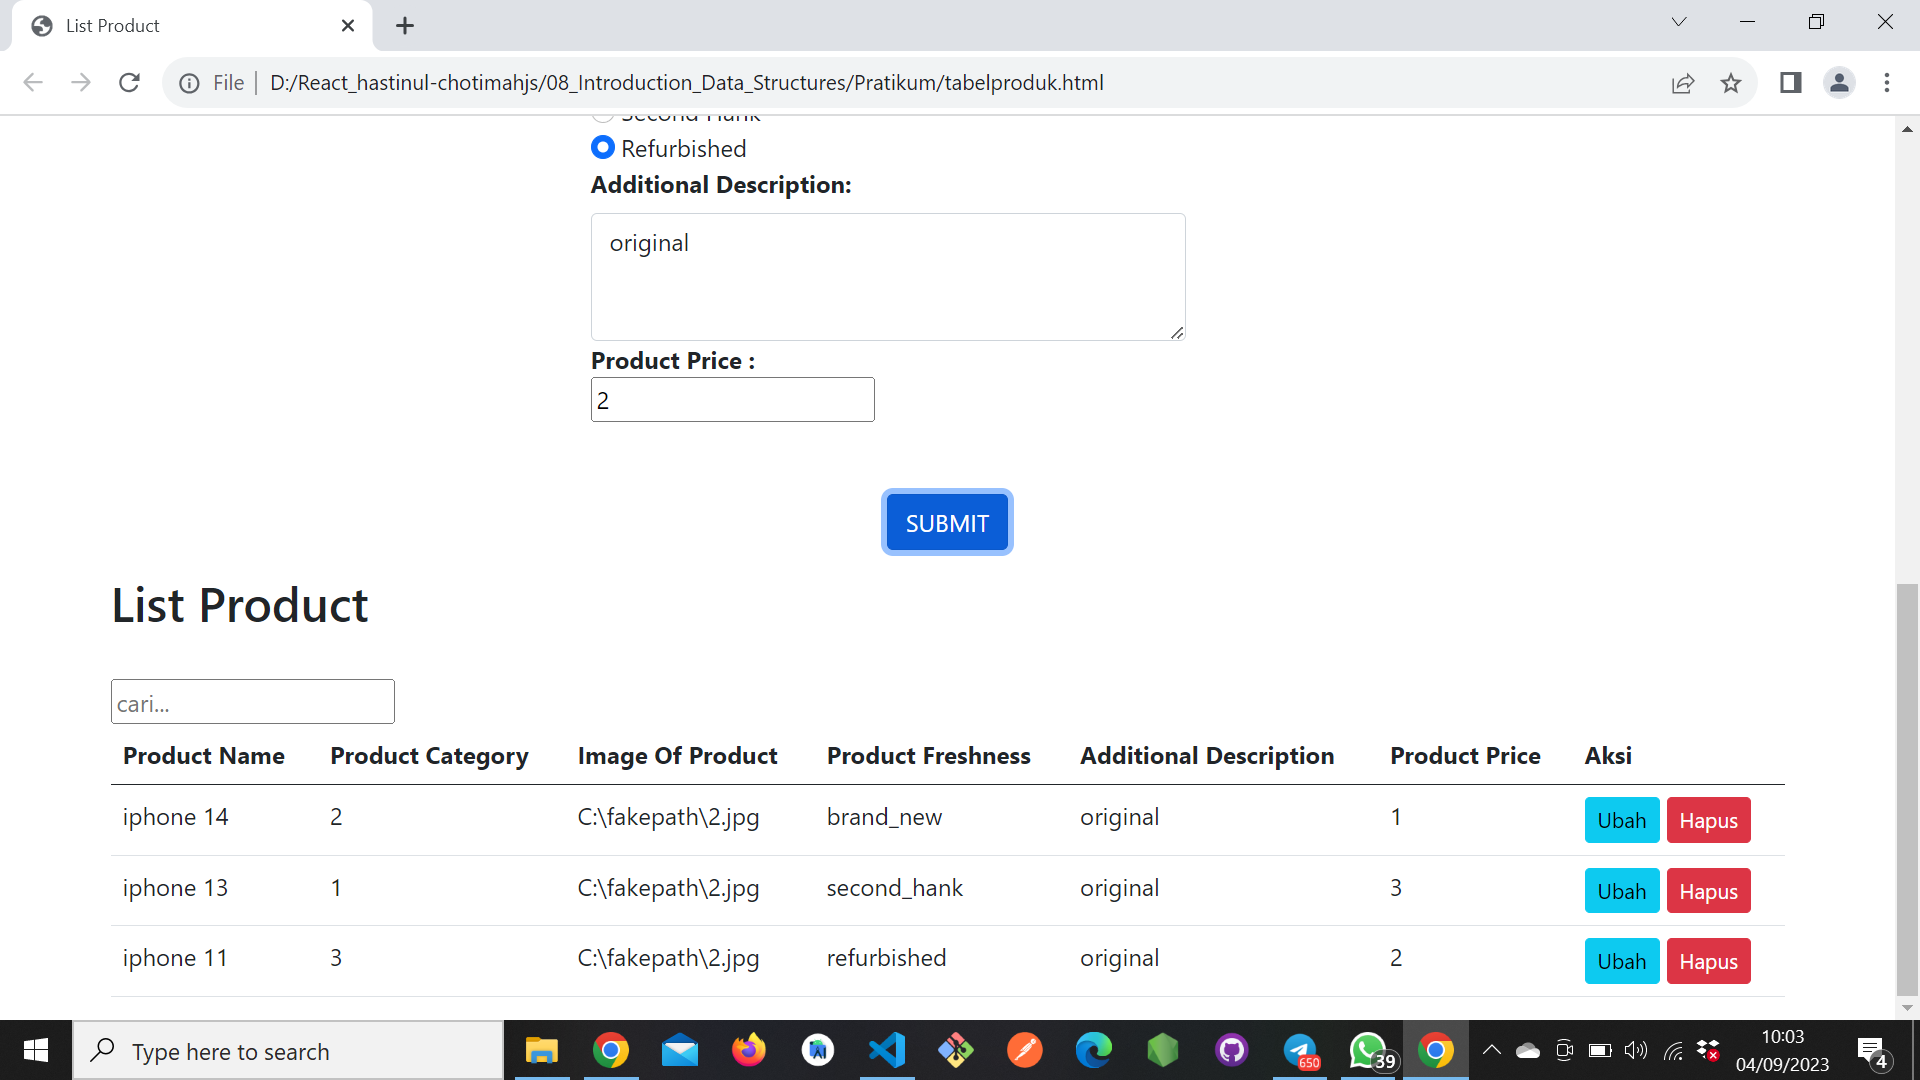 List Product
File D:/React_hastinul-chotimahjs/08_Introduction_Data_Structures/Pratikum/tabelproduk.html
Second Hank
Refurbished
Additional Description:
original
Product Price :
2
SUBMIT
List Product
cari...
Product Name Product Category Image Of Product Product Freshness Additional Description Product Price Aksi
iphone 14 2 C:\fakepath\2.jpg brand_new original 1 Ubah Hapus
iphone 13 1 C:\fakepath\2.jpg second_hank original 3 Ubah Hapus
iphone 11 3 C:\fakepath\2.jpg refurbished original 2 Ubah Hapus
Type here to search
650
39
10:03
04/09/2023
4